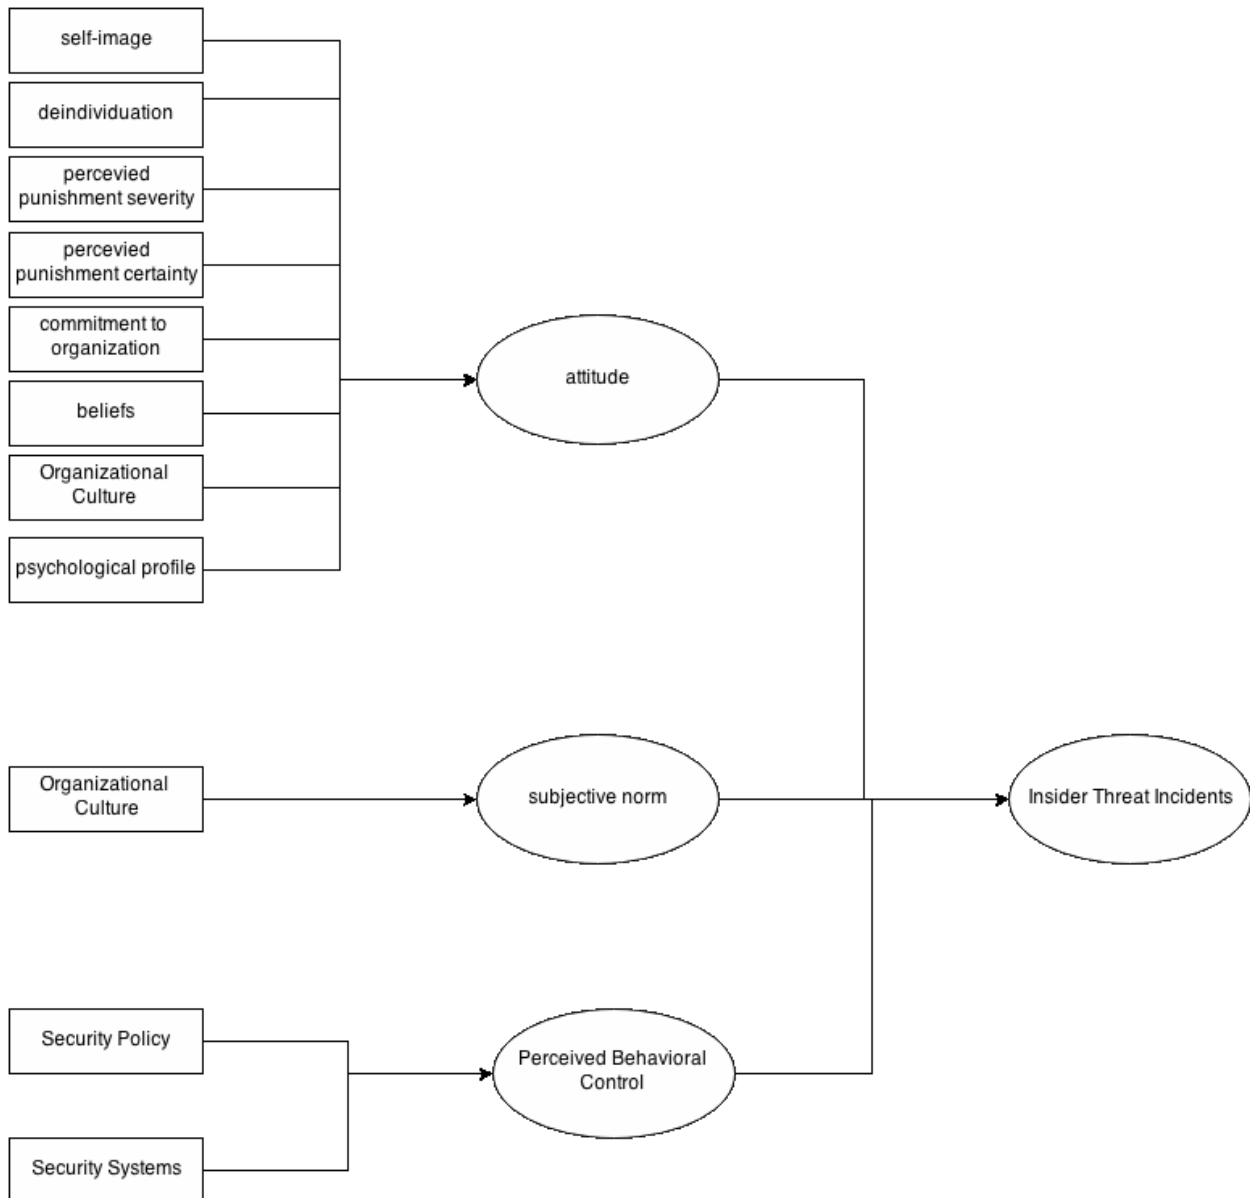 self-image
deindividuation
percevied
punishment severity
percevied
punishment certainty
commitment to
organization
attitude
beliefs
Organizational
Culture
psychological profile
Organizational
Culture
subjective norm
Insider Threat Incidents
Security Policy
Perceived Behavioral
Control
Security Systems